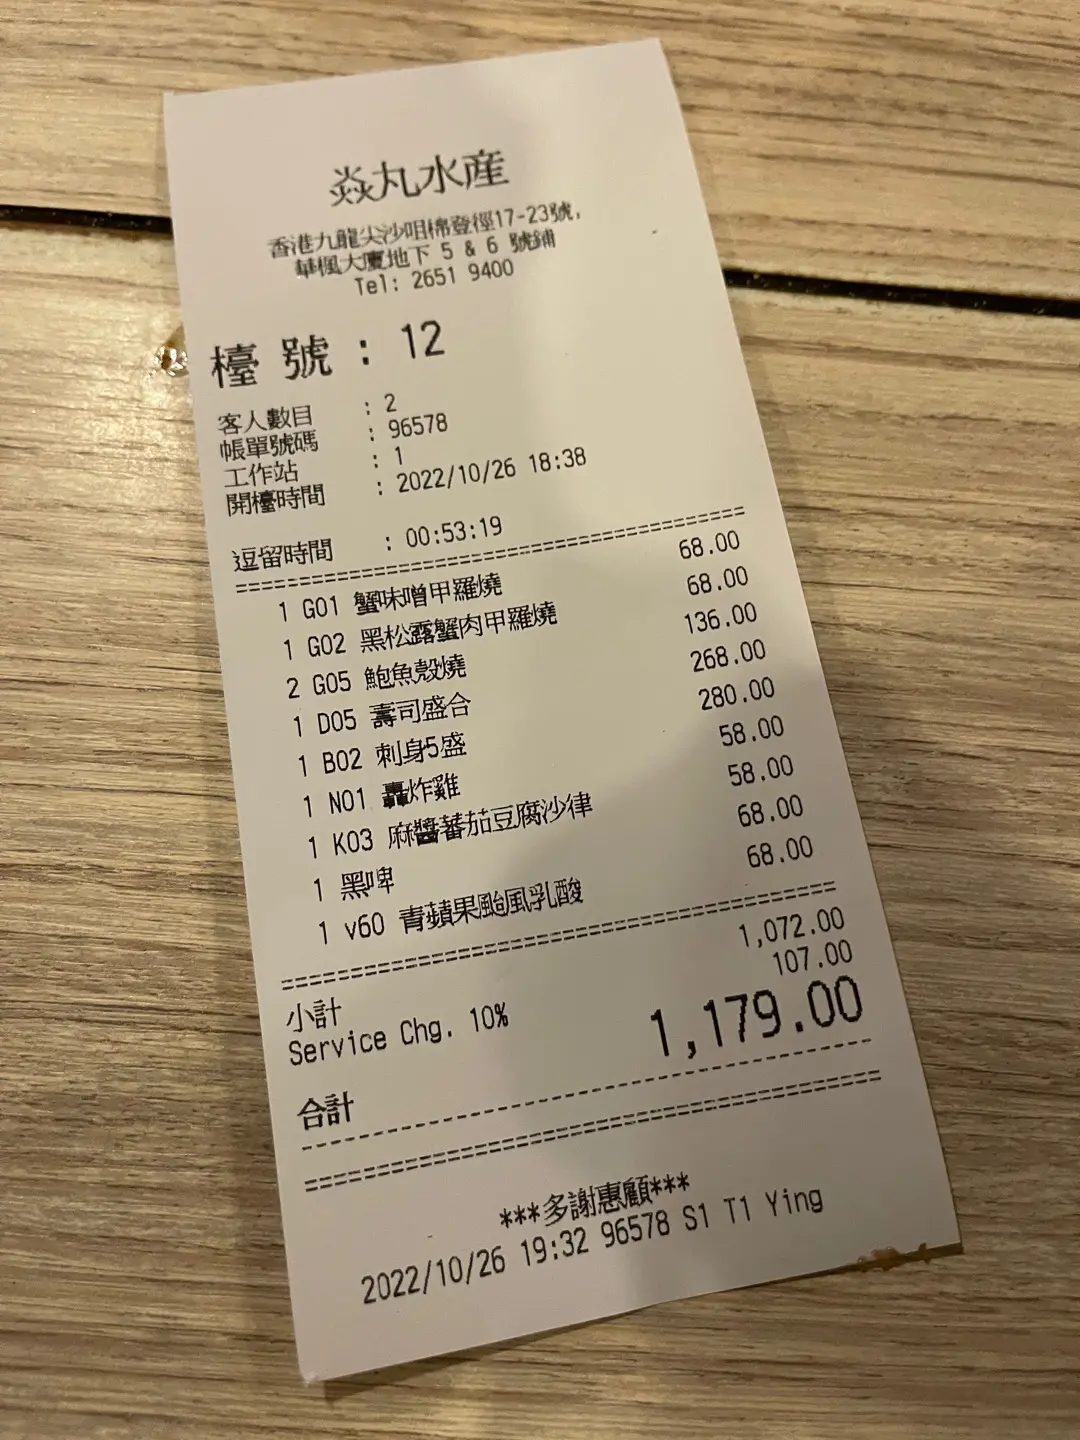 焱丸水産
香港九龍尖沙咀棉登徑17-23號,
華楓大廈地下 5 & 6 號鋪
Tel: 2651 9400
檯 號 : 12
客人數目 : 2
帳單號碼 : 96578
工作站 : 1
開檯時間 : 2022/10/26 18:38
逗留時間 : 00:53:19
1 G01 蟹味噌甲羅燒 68.00
1 G02 黑松露蟹肉甲羅燒 68.00
2 G05 鮑魚殼燒 136.00
1 D05 壽司盛合 268.00
1 B02 刺身5盛 280.00
1 N01 轟炸雞 58.00
1 K03 麻醬蕃茄豆腐沙律 58.00
1 黑啤 68.00
1 v60 青蘋果颱風乳酸 68.00
小計 1,072.00
Service Chg. 10% 107.00
合計 1,179.00
***多謝惠顧***
2022/10/26 19:32 96578 S1 T1 Ying